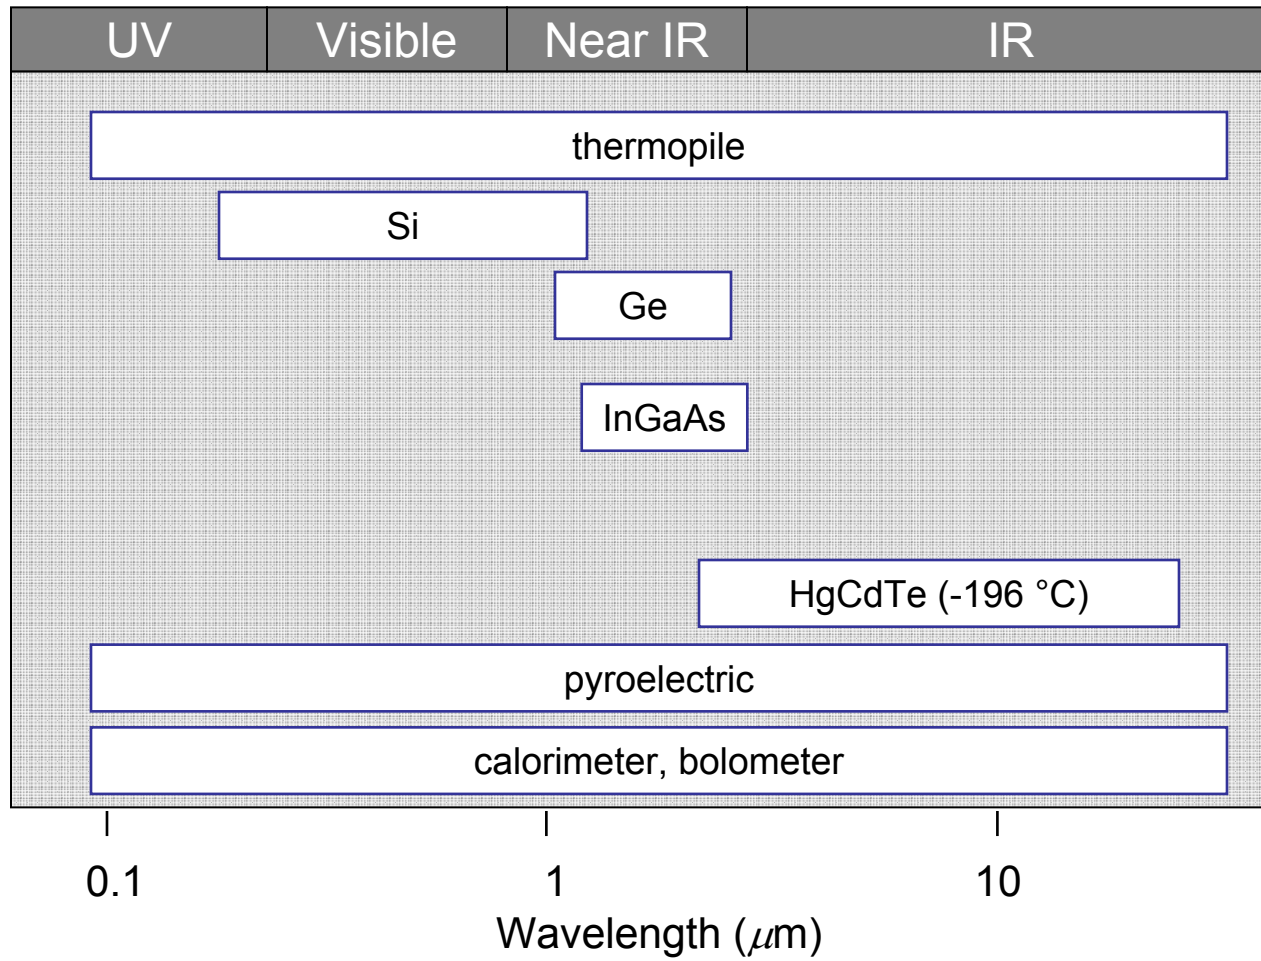 UV Visible Near IR IR
thermopile
Si
Ge
InGaAs
HgCdTe (-196 °C)
pyroelectric
calorimeter, bolometer
0.1 1 10
Wavelength (μm)